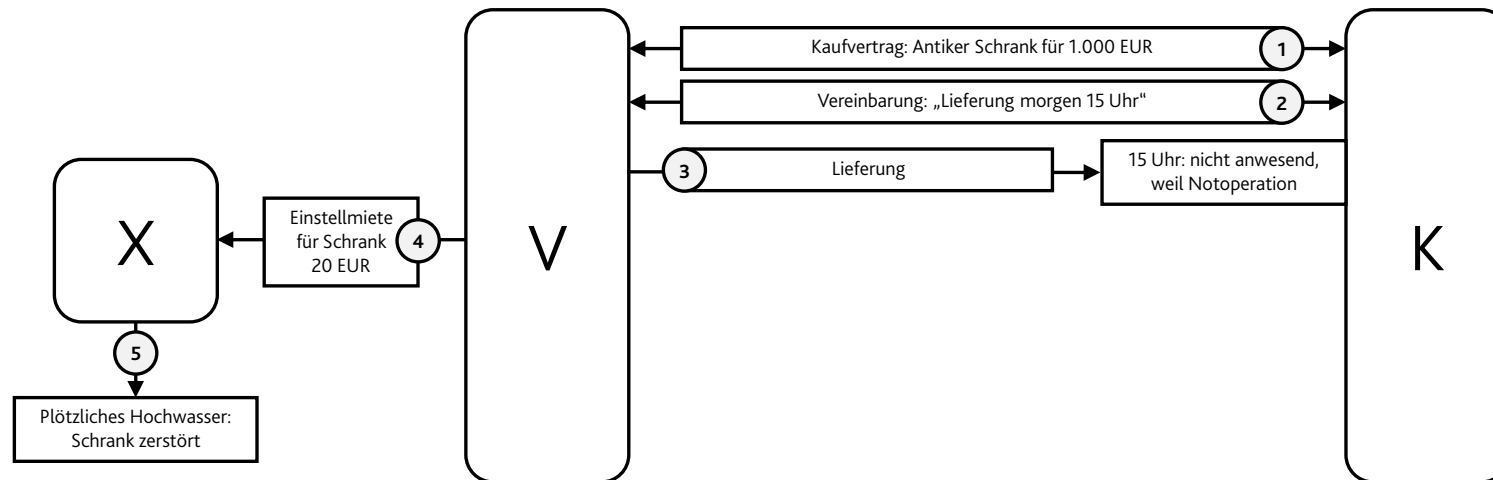 Kaufvertrag: Antiker Schrank für 1.000 EUR
1
Vereinbarung: „Lieferung morgen 15 Uhr“
2
3
Lieferung
15 Uhr: nicht anwesend,
weil Notoperation
X
Einstellmiete
für Schrank
20 EUR
4
V
K
5
Plötzliches Hochwasser:
Schrank zerstört